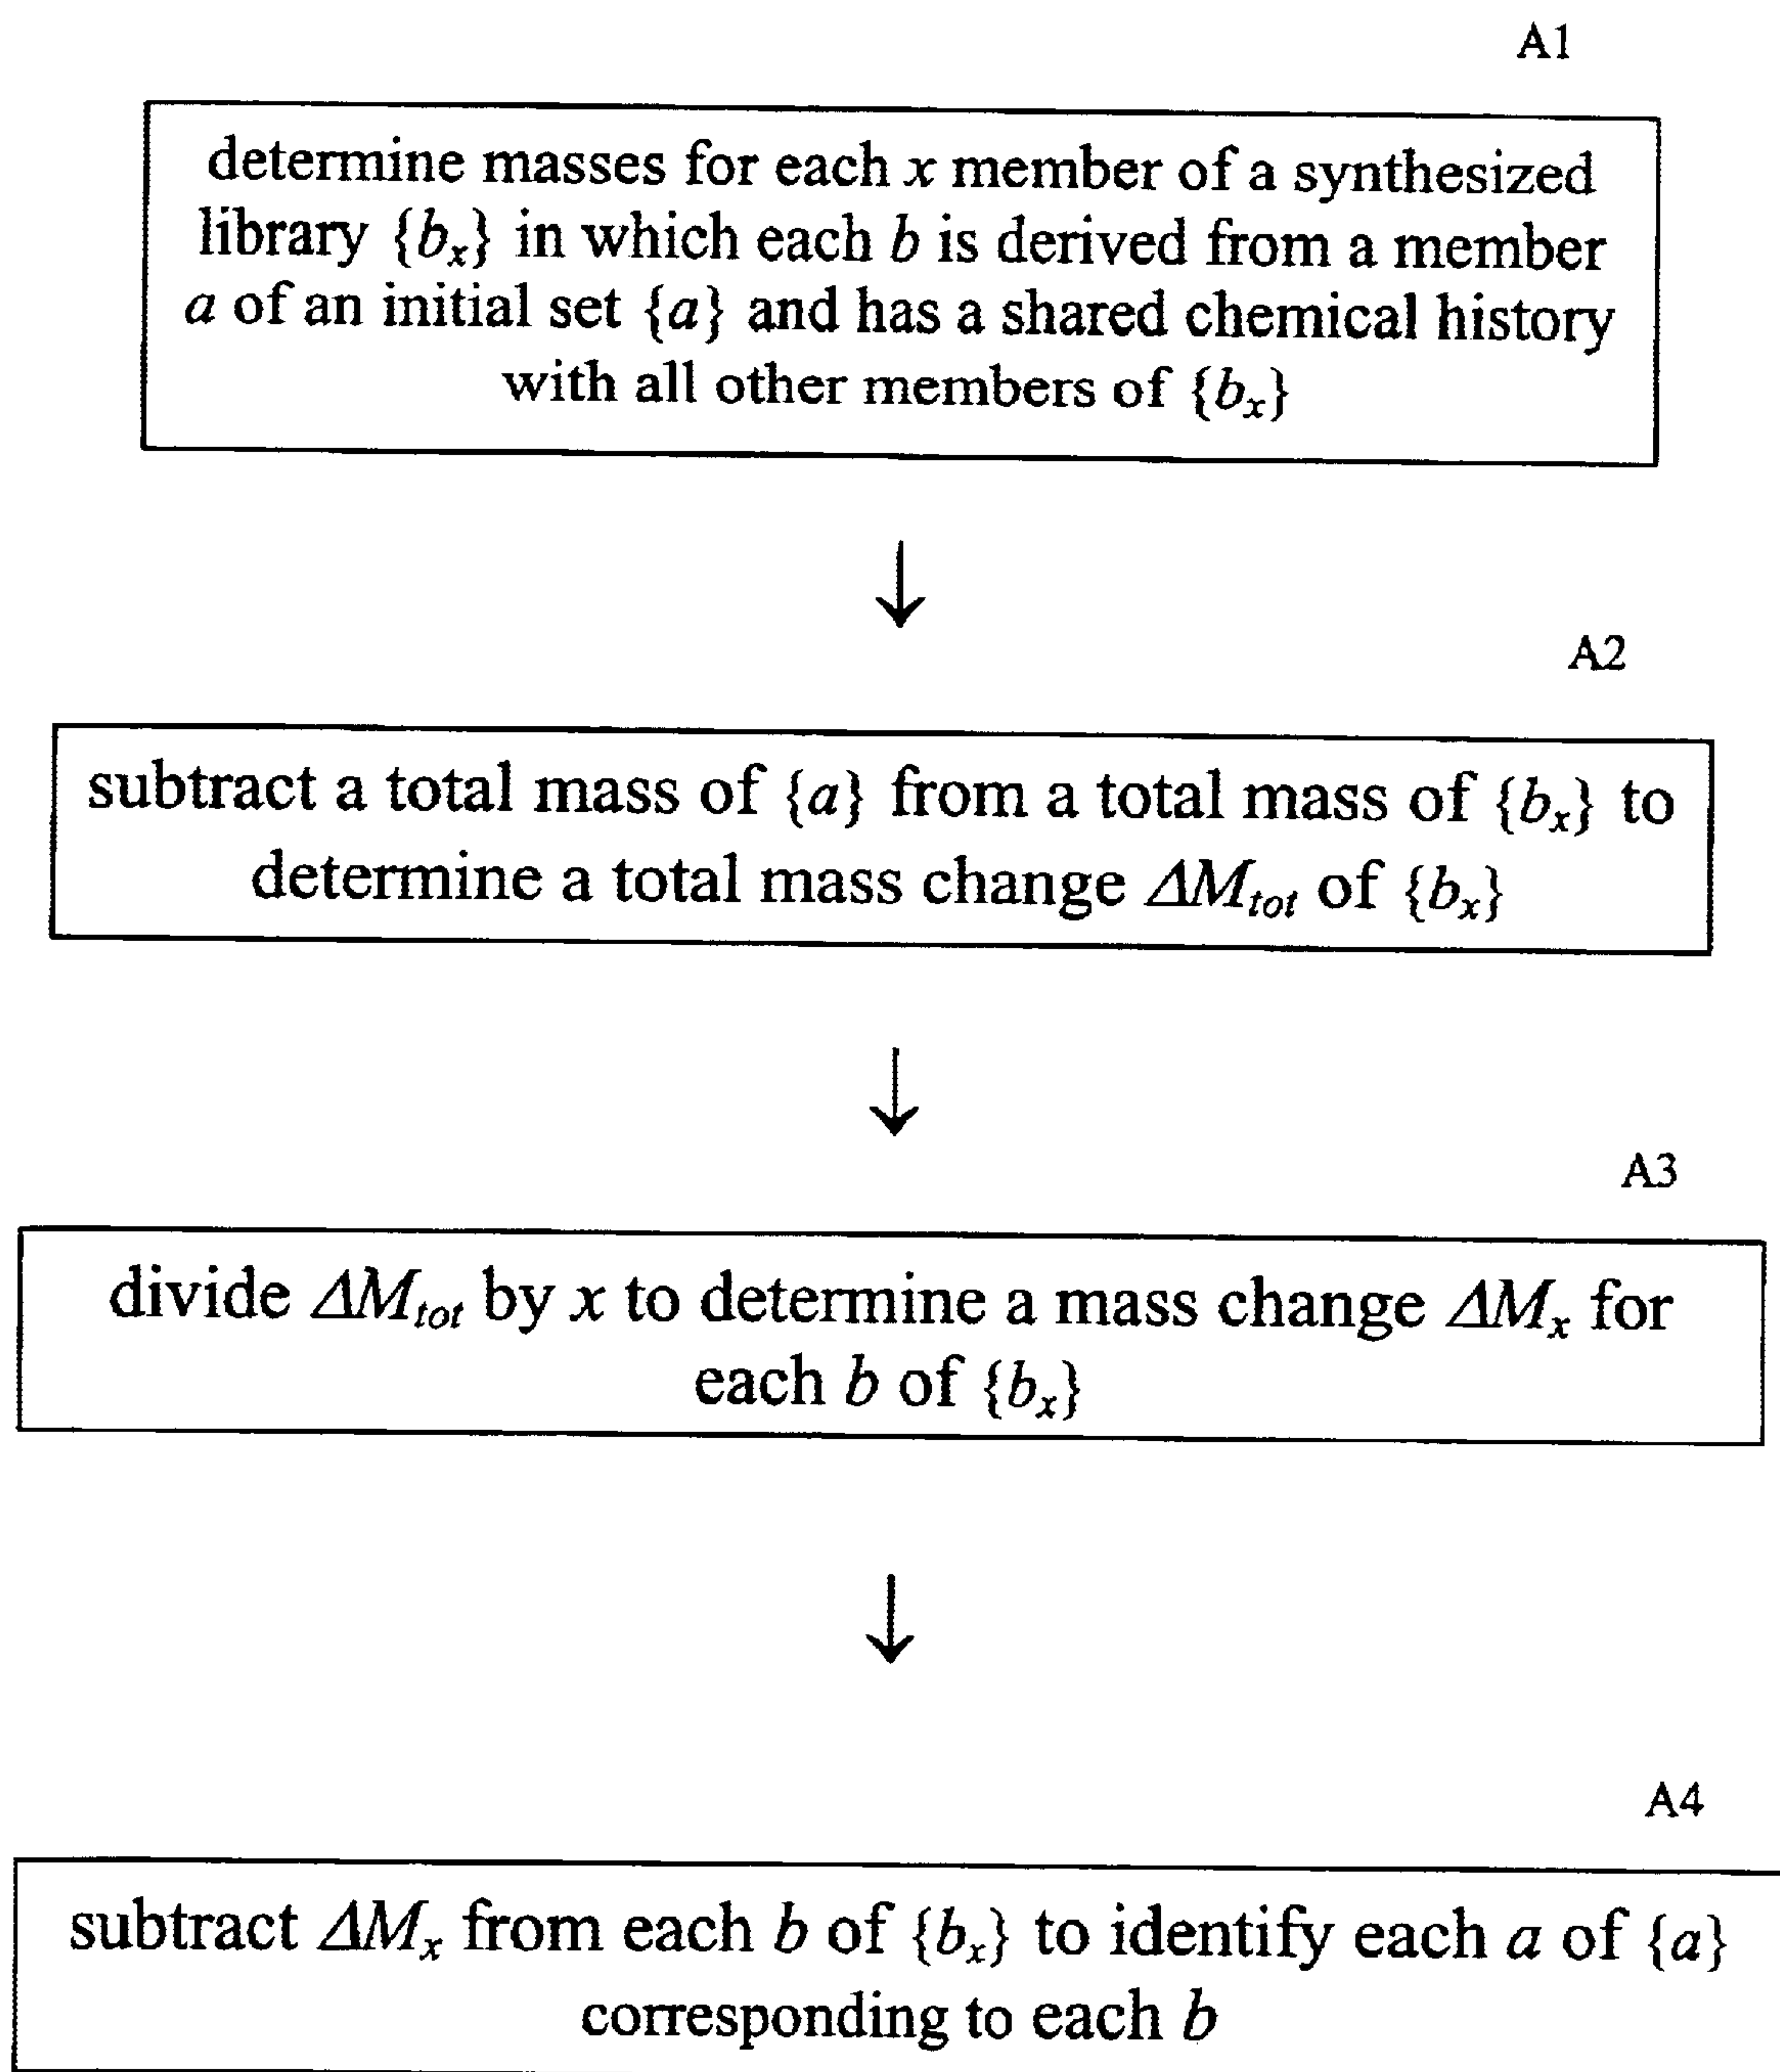 A1
determine masses for each x member of a synthesized
library {bₓ} in which each b is derived from a member
a of an initial set {a} and has a shared chemical history
with all other members of {bₓ}
↓
A2
subtract a total mass of {a} from a total mass of {bₓ} to
determine a total mass change ΔMₜₒₜ of {bₓ}
↓
A3
divide ΔMₜₒₜ by x to determine a mass change ΔMₓ for
each b of {bₓ}
↓
A4
subtract ΔMₓ from each b of {bₓ} to identify each a of {a}
corresponding to each b